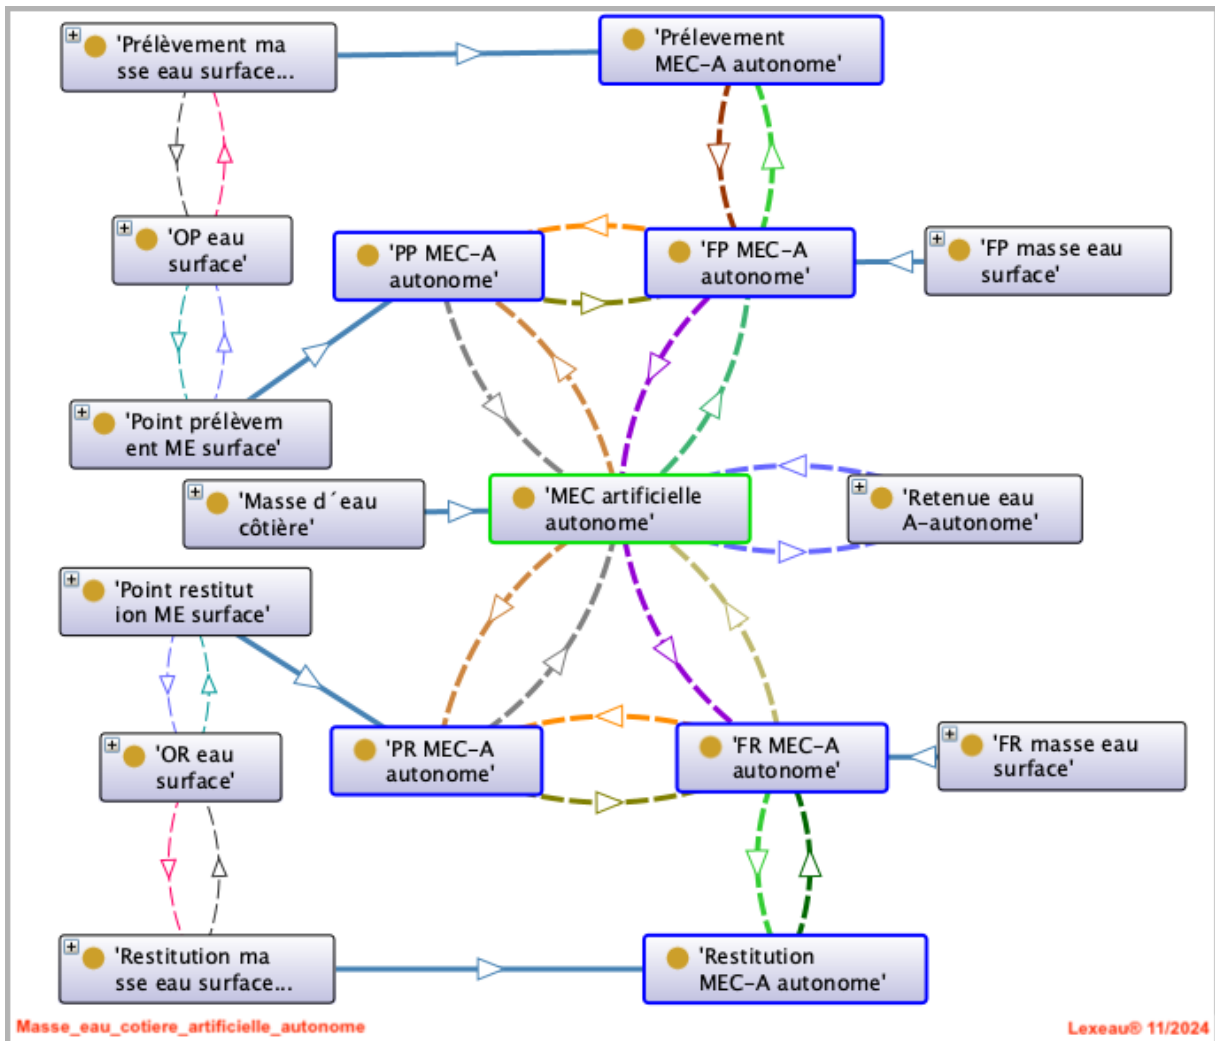 'Prélèvement ma
sse eau surface...
'Prélevement
MEC-A autonome'
'OP eau
surface'
'PP MEC-A
autonome'
'FP MEC-A
autonome'
'FP masse eau
surface'
'Point prélèvem
ent ME surface'
'Masse d´eau
côtière'
'MEC artificielle
autonome'
'Retenue eau
A-autonome'
'Point restitut
ion ME surface'
'OR eau
surface'
'PR MEC-A
autonome'
'FR MEC-A
autonome'
'FR masse eau
surface'
'Restitution ma
sse eau surface...
'Restitution
MEC-A autonome'
Masse_eau_cotiere_artificielle_autonome
Lexeau® 11/2024